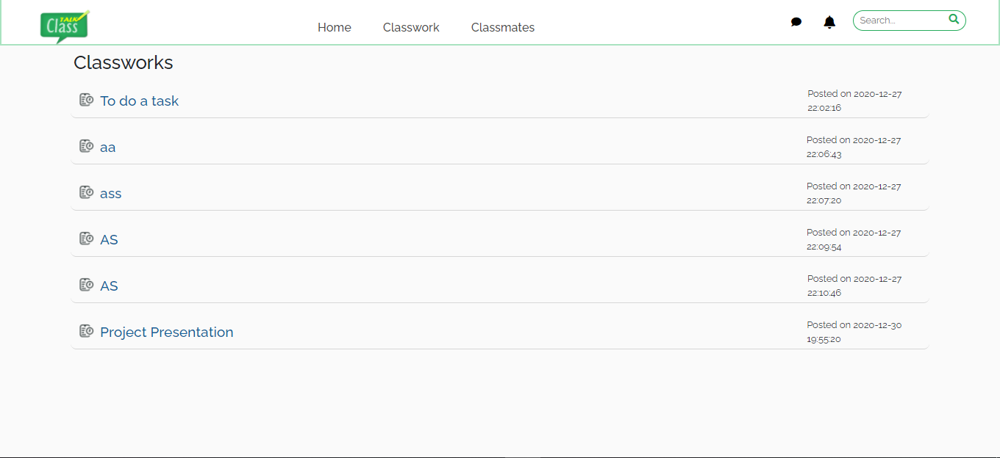 TALK
Class
Home
Classwork
Classmates
Search...
Classworks
To do a task
Posted on 2020-12-27
22:02:16
aa
Posted on 2020-12-27
22:06:43
ass
Posted on 2020-12-27
22:07:20
AS
Posted on 2020-12-27
22:09:54
AS
Posted on 2020-12-27
22:10:46
Project Presentation
Posted on 2020-12-30
19:55:20